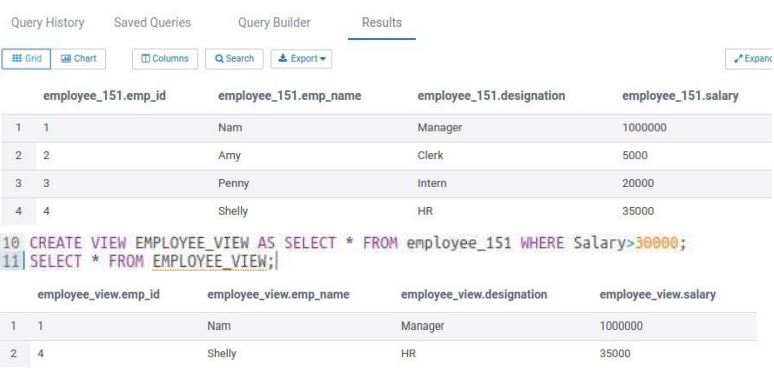 Query History Saved Queries Query Builder Results
Grid Chart Columns Search Export Expand
employee_151.emp_id employee_151.emp_name employee_151.designation employee_151.salary
1 1 Nam Manager 1000000
2 2 Amy Clerk 5000
3 3 Penny Intern 20000
4 4 Shelly HR 35000
10 CREATE VIEW EMPLOYEE_VIEW AS SELECT * FROM employee_151 WHERE Salary>30000;
11 SELECT * FROM EMPLOYEE_VIEW;
employee_view.emp_id employee_view.emp_name employee_view.designation employee_view.salary
1 1 Nam Manager 1000000
2 4 Shelly HR 35000